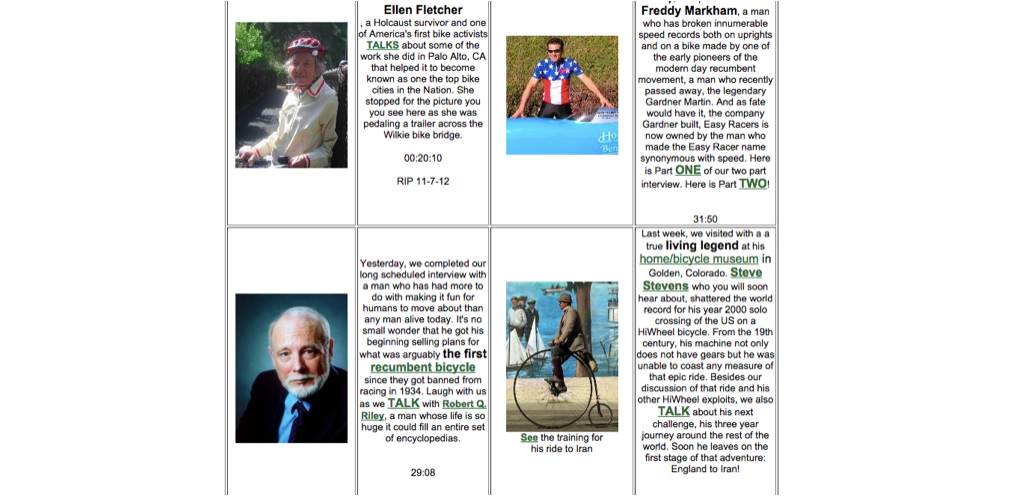 Ellen Fletcher
, a Holocaust survivor and one
of America's first bike activists
TALKS about some of the
work she did in Palo Alto, CA
that helped it to become
known as one the top bike
cities in the Nation. She
stopped for the picture you
you see here as she was
pedaling a trailer across the
Wilkie bike bridge.
00:20:10
RIP 11-7-12
Freddy Markham, a man
who has broken innumerable
speed records both on uprights
and on a bike made by one of
the early pioneers of the
modern day recumbent
movement, a man who recently
passed away, the legendary
Gardner Martin. And as fate
would have it, the company
Gardner built, Easy Racers is
now owned by the man who
made the Easy Racer name
synonymous with speed. Here
is Part ONE of our two part
interview. Here is Part TWO!
31:50
Yesterday, we completed our
long scheduled interview with
a man who has had more to
do with making it fun for
humans to move about than
any man alive today. It's no
small wonder that he got his
beginning selling plans for
what was arguably the first
recumbent bicycle
since they got banned from
racing in 1934. Laugh with us
as we TALK with Robert Q.
Riley, a man whose life is so
huge it could fill an entire set
of encyclopedias.
29:08
See the training for
his ride to Iran
Last week, we visited with a a
true living legend at his
home/bicycle museum in
Golden, Colorado. Steve
Stevens who you will soon
hear about, shattered the world
record for his year 2000 solo
crossing of the US on a
HiWheel bicycle. From the 19th
century, his machine not only
does not have gears but he was
unable to coast any measure of
that epic ride. Besides our
discussion of that ride and his
other HiWheel exploits, we also
TALK about his next
challenge, his three year
journey around the rest of the
world. Soon he leaves on the
first stage of that adventure:
England to Iran!